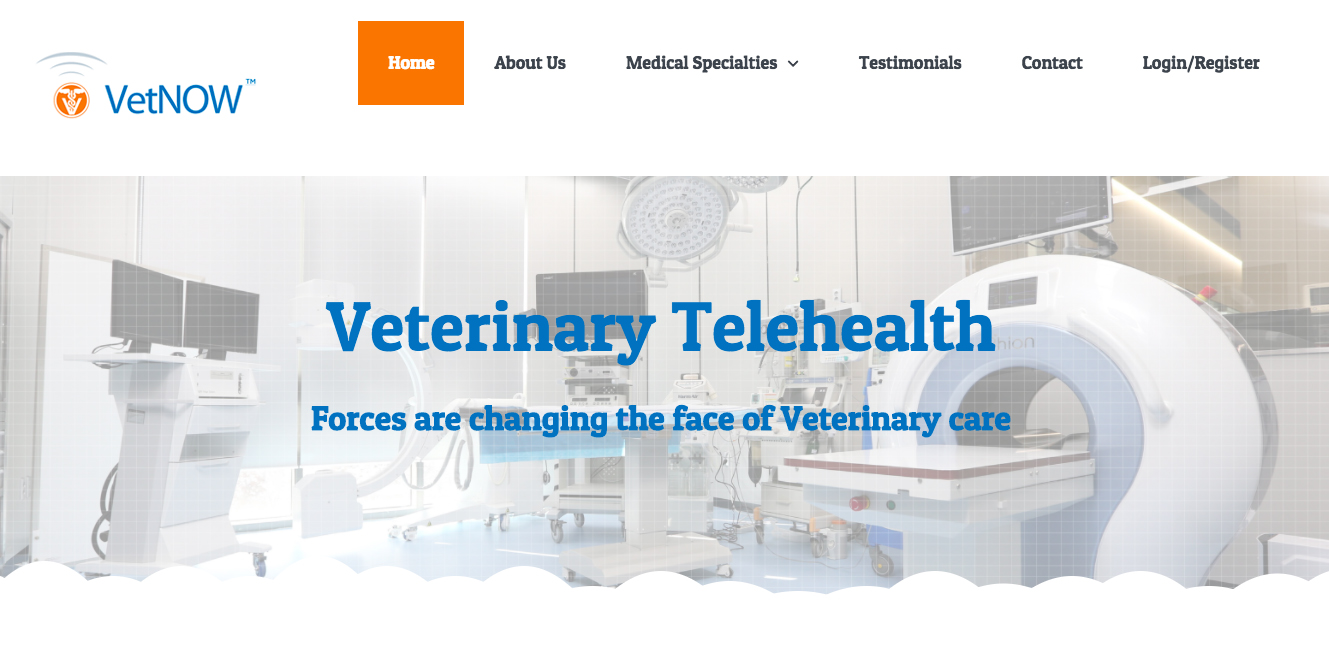 Home
About Us
Medical Specialties
Testimonials
Contact
Login/Register
VetNOW™
Veterinary Telehealth
Forces are changing the face of Veterinary care